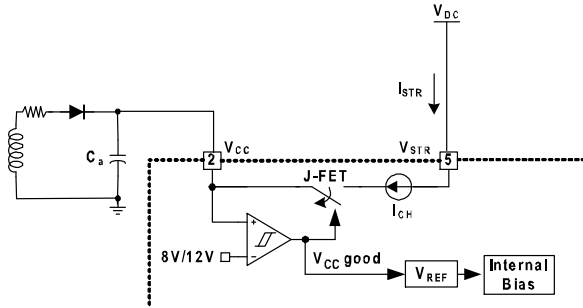 VDC
ISTR
Ca
VCC
VSTR
2
5
J-FET
ICH
+
8V/12V
−
VCC good
VREF
Internal
Bias